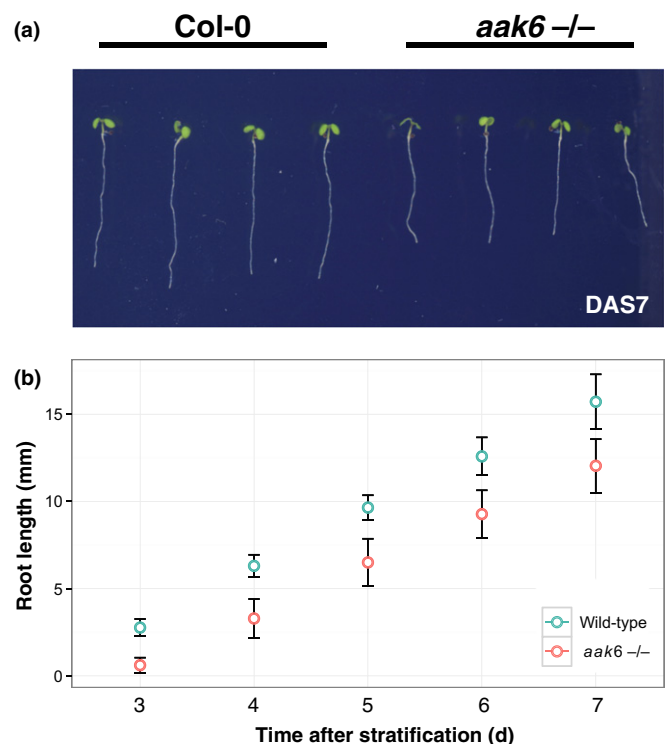 (a)
Col-0
aak6 –/–
DAS7
(b)
Root length (mm)
15
10
5
0
3 4 5 6 7
Time after stratification (d)
Wild-type
aak6 –/–